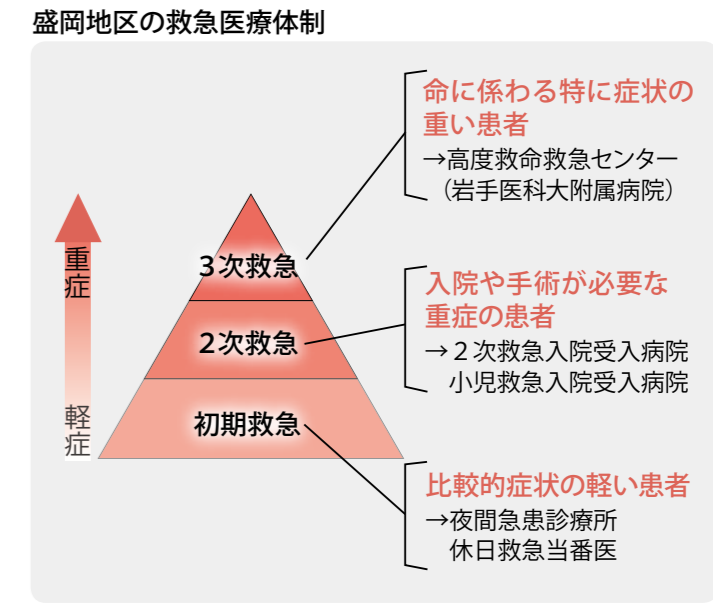 盛岡地区の救急医療体制
命に係わる特に症状の
重い患者
→高度救命救急センター
（岩手医科大附属病院）
重症
3次救急
入院や手術が必要な
重症の患者
→２次救急入院受入病院
小児救急入院受入病院
2次救急
軽症
初期救急
比較的症状の軽い患者
→夜間急患診療所
休日救急当番医